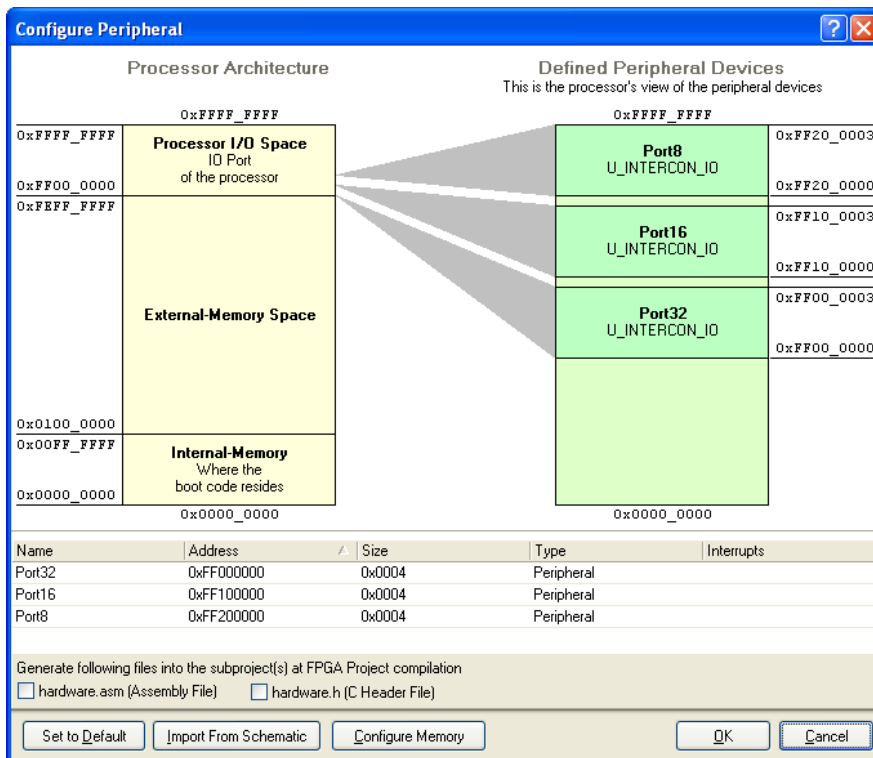 Configure Peripheral
Processor Architecture
Defined Peripheral Devices
This is the processor's view of the peripheral devices
0xFFFF_FFFF
0xFFFF_FFFF
Processor I/O Space
IO Port
of the processor
0xFF00_0000
0xFEFF_FFFF
External-Memory Space
0x0100_0000
0x00FF_FFFF
Internal-Memory
Where the
boot code resides
0x0000_0000
0x0000_0000
0xFFFF_FFFF
0xFF20_0003
Port8
U_INTERCON_IO
0xFF20_0000
0xFF10_0003
Port16
U_INTERCON_IO
0xFF10_0000
0xFF00_0003
Port32
U_INTERCON_IO
0xFF00_0000
0x0000_0000
Name Address Size Type Interrupts
Port32 0xFF000000 0x0004 Peripheral
Port16 0xFF100000 0x0004 Peripheral
Port8 0xFF200000 0x0004 Peripheral
Generate following files into the subproject(s) at FPGA Project compilation
hardware.asm (Assembly File) hardware.h (C Header File)
Set to Default Import From Schematic Configure Memory OK Cancel